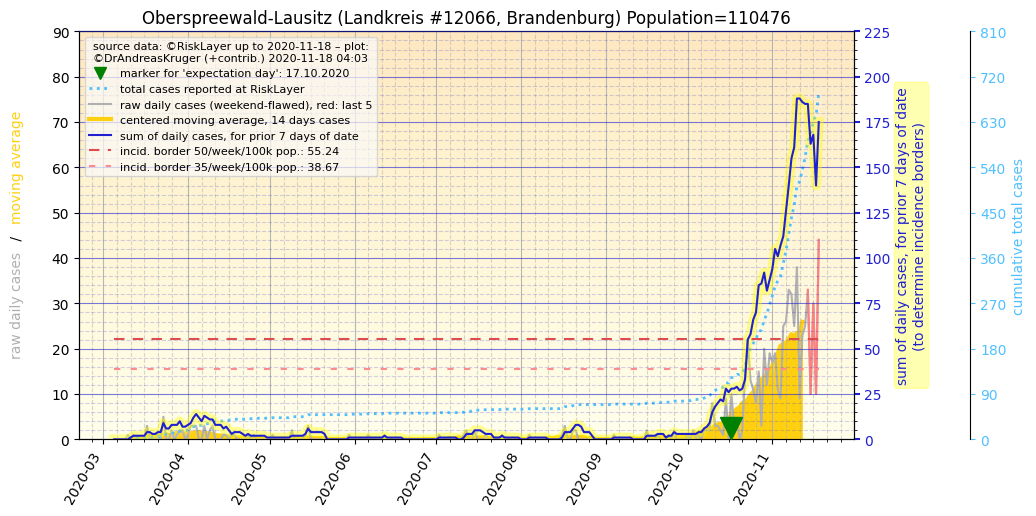 Oberspreewald-Lausitz (Landkreis #12066, Brandenburg) Population=110476
source data: ©RiskLayer up to 2020-11-18 – plot:
©DrAndreasKruger (+contrib.) 2020-11-18 04:03
marker for 'expectation day': 17.10.2020
total cases reported at RiskLayer
raw daily cases (weekend-flawed), red: last 5
centered moving average, 14 days cases
sum of daily cases, for prior 7 days of date
incid. border 50/week/100k pop.: 55.24
incid. border 35/week/100k pop.: 38.67
raw daily cases / moving average
90
80
70
60
50
40
30
20
10
0
225
200
175
150
125
100
75
50
25
0
sum of daily cases, for prior 7 days of date
(to determine incidence borders)
810
720
630
540
450
360
270
180
90
0
cumulative total cases
2020-03
2020-04
2020-05
2020-06
2020-07
2020-08
2020-09
2020-10
2020-11